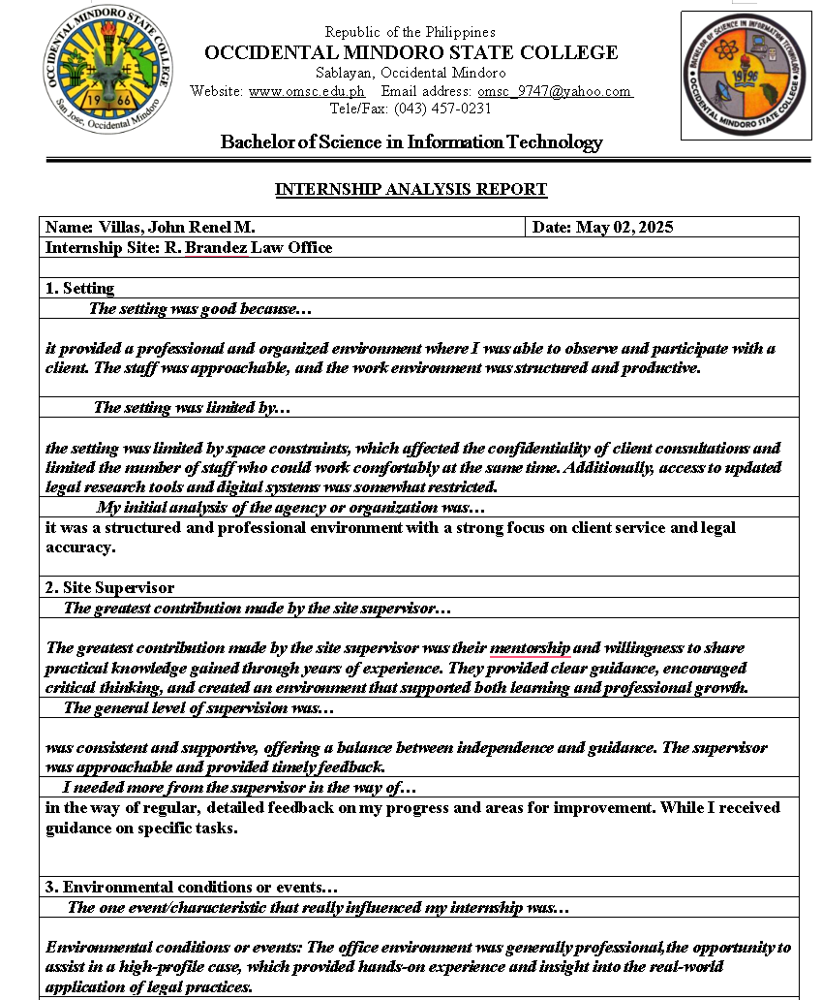 Republic of the Philippines
OCCIDENTAL MINDORO STATE COLLEGE
Sablayan, Occidental Mindoro
Website: www.omsc.edu.ph Email address: omsc_9747@yahoo.com
Tele/Fax: (043) 457-0231
Bachelor of Science in Information Technology
OCCIDENTAL MINDORO STATE COLLEGE
1966
San Jose, Occidental Mindoro
BACHELOR OF SCIENCE IN INFORMATION TECHNOLOGY
1996
OCCIDENTAL MINDORO STATE COLLEGE
INTERNSHIP ANALYSIS REPORT
Name: Villas, John Renel M. Date: May 02, 2025
Internship Site: R. Brandez Law Office
1. Setting
The setting was good because…
it provided a professional and organized environment where I was able to observe and participate with a
client. The staff was approachable, and the work environment was structured and productive.
The setting was limited by…
the setting was limited by space constraints, which affected the confidentiality of client consultations and
limited the number of staff who could work comfortably at the same time. Additionally, access to updated
legal research tools and digital systems was somewhat restricted.
My initial analysis of the agency or organization was…
it was a structured and professional environment with a strong focus on client service and legal
accuracy.
2. Site Supervisor
The greatest contribution made by the site supervisor…
The greatest contribution made by the site supervisor was their mentorship and willingness to share
practical knowledge gained through years of experience. They provided clear guidance, encouraged
critical thinking, and created an environment that supported both learning and professional growth.
The general level of supervision was…
was consistent and supportive, offering a balance between independence and guidance. The supervisor
was approachable and provided timely feedback.
I needed more from the supervisor in the way of…
in the way of regular, detailed feedback on my progress and areas for improvement. While I received
guidance on specific tasks.
3. Environmental conditions or events…
The one event/characteristic that really influenced my internship was…
Environmental conditions or events: The office environment was generally professional,the opportunity to
assist in a high-profile case, which provided hands-on experience and insight into the real-world
application of legal practices.